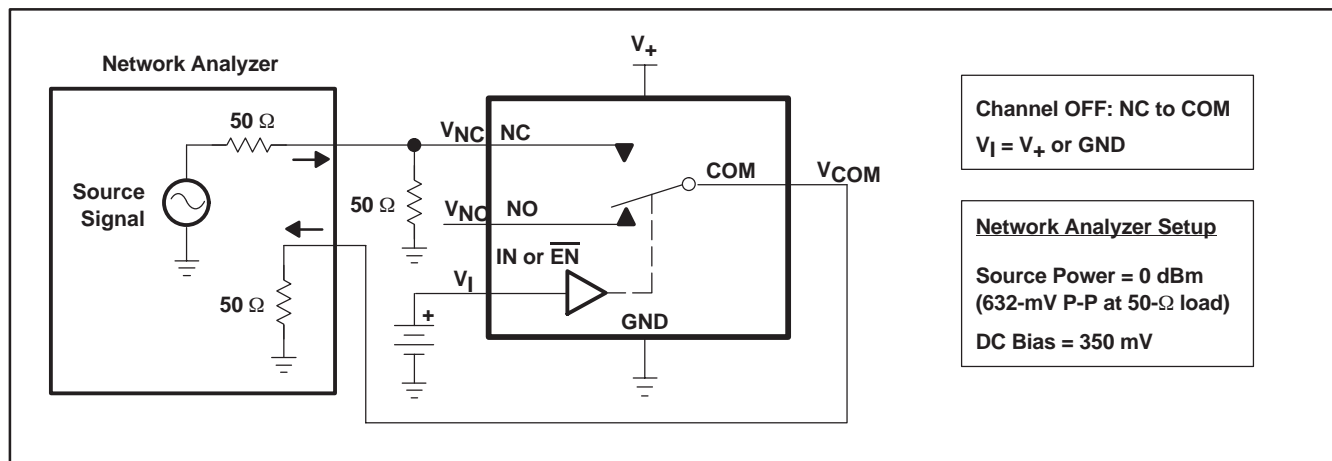 V+
Network Analyzer
50 Ω
VNC NC
Channel OFF: NC to COM
VI = V+ or GND
COM
VCOM
Source
Signal
50 Ω
VNO NO
IN or E̅N̅
VI
50 Ω
+
GND
Network Analyzer Setup
Source Power = 0 dBm
(632-mV P-P at 50-Ω load)
DC Bias = 350 mV